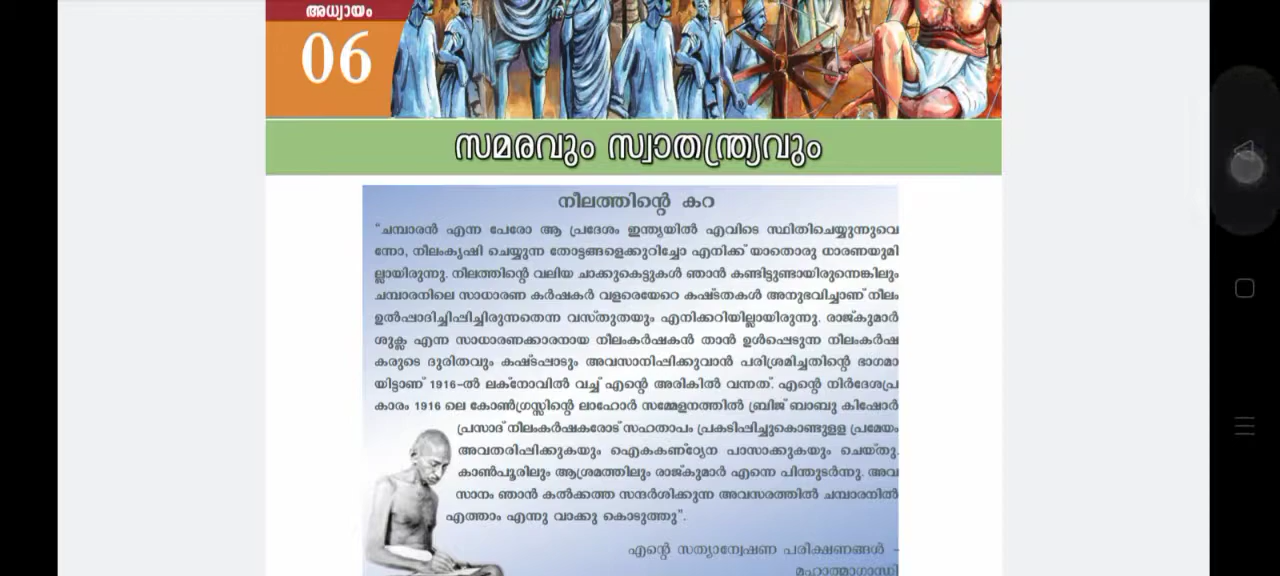 അധ്യായം
06
സമരവും സ്വാതന്ത്ര്യവും
നീലത്തിന്റെ കറ
"ചമ്പാരൻ എന്ന പേരോ ആ പ്രദേശം ഇന്ത്യയിൽ എവിടെ സ്ഥിതിചെയ്യുന്നുവെ
ന്നോ, നീലംകൃഷി ചെയ്യുന്ന തോട്ടങ്ങളെക്കുറിച്ചോ എനിക്ക് യാതൊരു ധാരണയുമി
ല്ലായിരുന്നു. നീലത്തിന്റെ വലിയ ചാക്കുകെട്ടുകൾ ഞാൻ കണ്ടിട്ടുണ്ടായിരുന്നെങ്കിലും
ചമ്പാരനിലെ സാധാരണ കർഷകർ വളരെയേറെ കഷ്ടതകൾ അനുഭവിച്ചാണ് നീലം
ഉൽപ്പാദിച്ചിപ്പിച്ചിരുന്നതെന്ന വസ്തുതയും എനിക്കറിയില്ലായിരുന്നു. രാജ്കുമാർ
ശുക്ല എന്ന സാധാരണക്കാരനായ നീലംകർഷകൻ താൻ ഉൾപ്പെടുന്ന നീലംകർഷ
കരുടെ ദുരിതവും കഷ്ടപ്പാടും അവസാനിപ്പിക്കുവാൻ പരിശ്രമിച്ചതിന്റെ ഭാഗമാ
യിട്ടാണ് 1916-ൽ ലക്നോവിൽ വച്ച് എന്റെ അരികിൽ വന്നത്. എന്റെ നിർദേശപ്ര
കാരം 1916 ലെ കോൺഗ്രസ്സിന്റെ ലാഹോർ സമ്മേളനത്തിൽ ബ്രിജ് ബാബു കിഷോർ
പ്രസാദ് നീലംകർഷകരോട് സഹതാപം പ്രകടിപ്പിച്ചുകൊണ്ടുളള പ്രമേയം
അവതരിപ്പിക്കുകയും ഐകകണ്ഠ്യേന പാസാക്കുകയും ചെയ്തു.
കാൺപൂരിലും ആശ്രമത്തിലും രാജ്കുമാർ എന്നെ പിന്തുടർന്നു. അവ
സാനം ഞാൻ കൽക്കത്ത സന്ദർശിക്കുന്ന അവസരത്തിൽ ചമ്പാരനിൽ
എത്താം എന്നു വാക്കു കൊടുത്തു".
എന്റെ സത്യാന്വേഷണ പരീക്ഷണങ്ങൾ -
മഹാത്മാഗാന്ധി